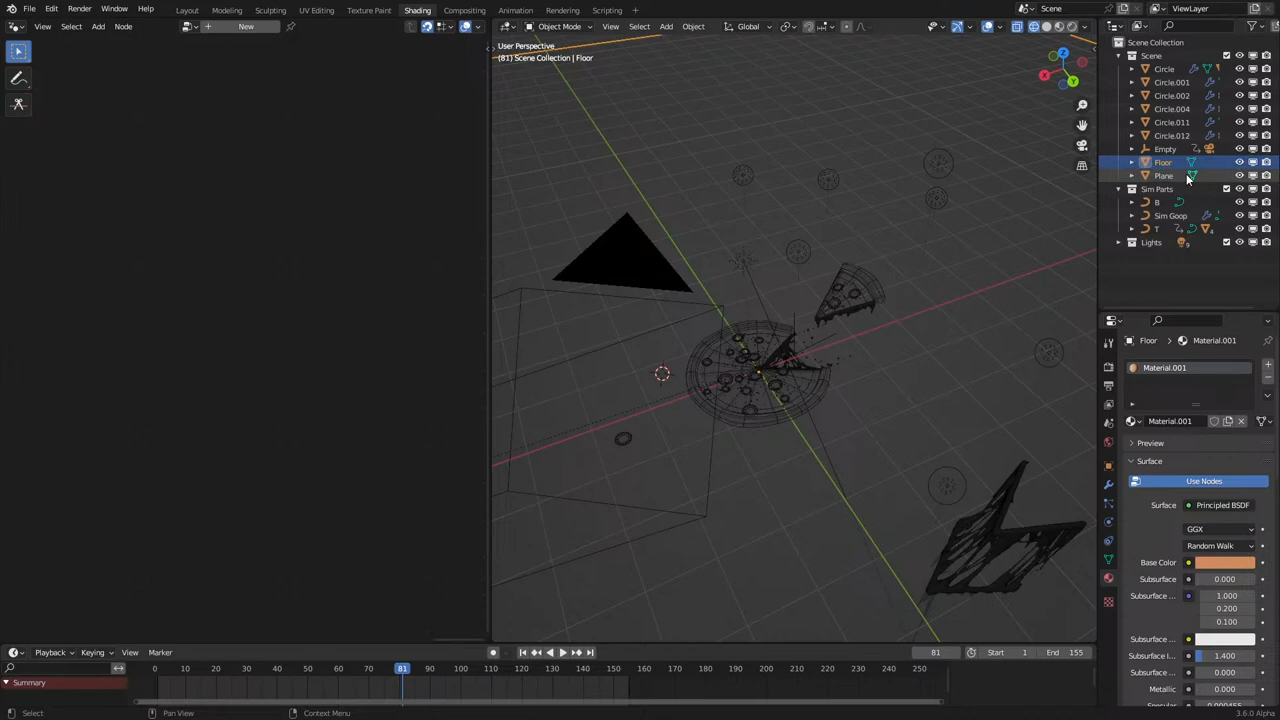 File Edit Render Window Help Layout Modeling Sculpting UV Editing Texture Paint Shading Compositing Animation Rendering Scripting Scene ViewLayer
View Select Add Node New Object Mode View Select Add Object Global
User Perspective
(81) Scene Collection | Floor
Z
X
Y
Scene Collection
Scene
Circle
Circle.001
Circle.002
Circle.004
Circle.011
Circle.012
Empty
Floor
Plane
Sim Parts
B
Sim Goop
T
4
Lights
9
Floor Material.001
Material.001
Material.001
Preview
Surface
Use Nodes
Surface Principled BSDF
GGX
Random Walk
Base Color
Subsurface 0.000
Subsurface ... 1.000
0.200
0.100
Subsurface ...
Subsurface I... 1.400
Subsurface ... 0.000
Metallic 0.000
Playback Keying View Marker 81 Start 1 End 155
0 10 20 30 40 50 60 70 81 90 100 110 120 130 140 150 160 170 180 190 200 210 220 230 240 250
Summary
Select Pan View Context Menu 3.6.0 Alpha